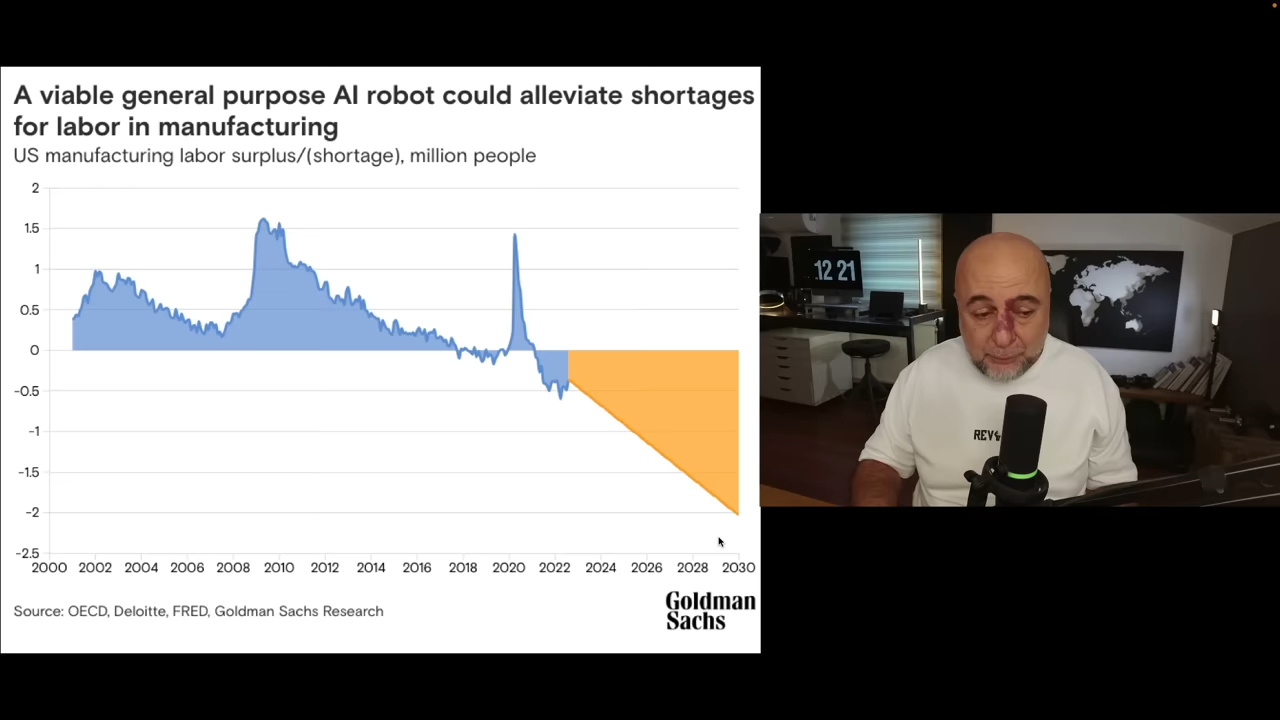 A viable general purpose AI robot could alleviate shortages
for labor in manufacturing
US manufacturing labor surplus/(shortage), million people
2
1.5
1
0.5
0
-0.5
-1
-1.5
-2
-2.5
2000 2002 2004 2006 2008 2010 2012 2014 2016 2018 2020 2022 2024 2026 2028 2030
Source: OECD, Deloitte, FRED, Goldman Sachs Research
Goldman
Sachs
12 21